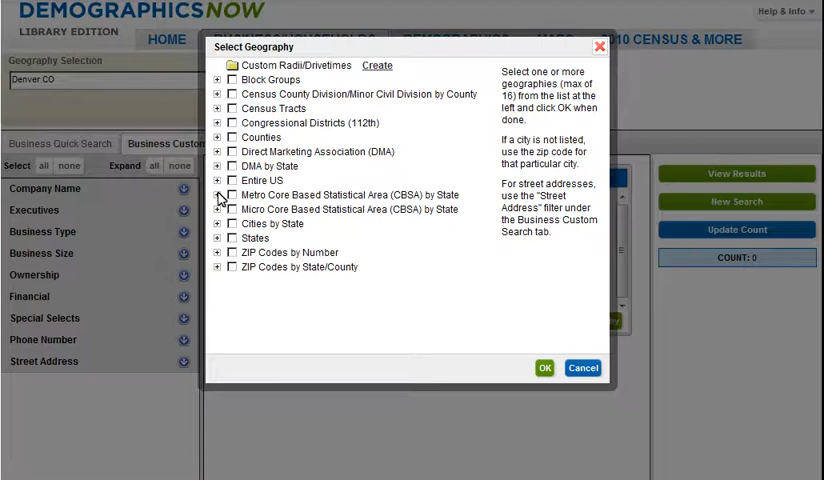 DEMOGRAPHICSNOW
LIBRARY EDITION
Help & Info
HOME
2010 CENSUS & MORE
Geography Selection
Denver CO
Business Quick Search
Business Custom
Select all none Expand all none
Company Name
Executives
Business Type
Business Size
Ownership
Financial
Special Selects
Phone Number
Street Address
Select Geography
Custom Radii/Drivetimes Create
Block Groups
Census County Division/Minor Civil Division by County
Census Tracts
Congressional Districts (112th)
Counties
Direct Marketing Association (DMA)
DMA by State
Entire US
Metro Core Based Statistical Area (CBSA) by State
Micro Core Based Statistical Area (CBSA) by State
Cities by State
States
ZIP Codes by Number
ZIP Codes by State/County
Select one or more
geographies (max of
16) from the list at the
left and click OK when
done.
If a city is not listed,
use the zip code for
that particular city.
For street addresses,
use the "Street
Address" filter under
the Business Custom
Search tab.
OK
Cancel
View Results
New Search
Update Count
COUNT: 0